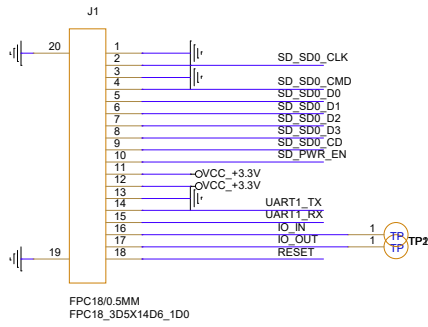 J1
20
1
2 SD_SD0_CLK
3
4 SD_SD0_CMD
5 SD_SD0_D0
6 SD_SD0_D1
7 SD_SD0_D2
8 SD_SD0_D3
9 SD_SD0_CD
10 SD_PWR_EN
11 VCC_+3.3V
12 VCC_+3.3V
13
14 UART1_TX
15 UART1_RX
16 IO_IN 1 TP
17 IO_OUT 1 TP
19
18 RESET
FPC18/0.5MM
FPC18_3D5X14D6_1D0